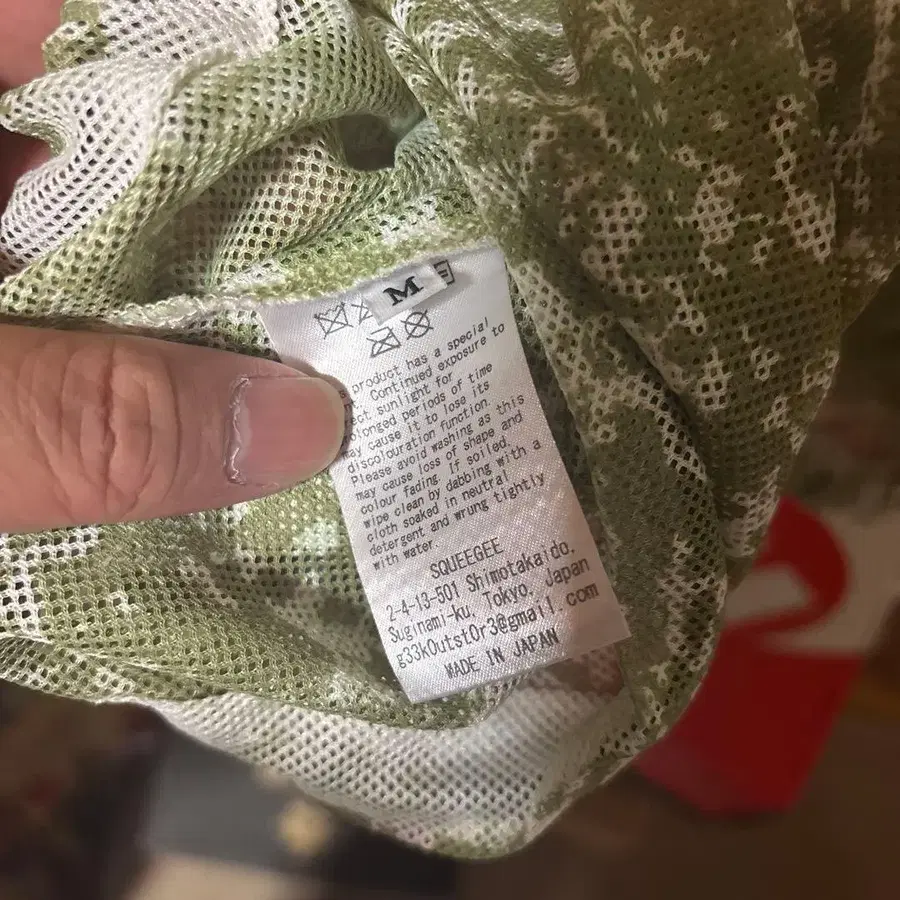 M
product has a special
Continued exposure to
ect sunlight for
olonged periods of time
may cause it to lose its
discolouration function.
Please avoid washing as this
may cause loss of shape and
colour fading. If soiled,
wipe clean by dabbing with a
cloth soaked in neutral
detergent and wrung tightly
with water.
SQUEEGEE
2-4-13-501 Shimotakaido,
Suginami-ku, Tokyo, Japan
g33k0utst0r3@gmail.com
MADE IN JAPAN